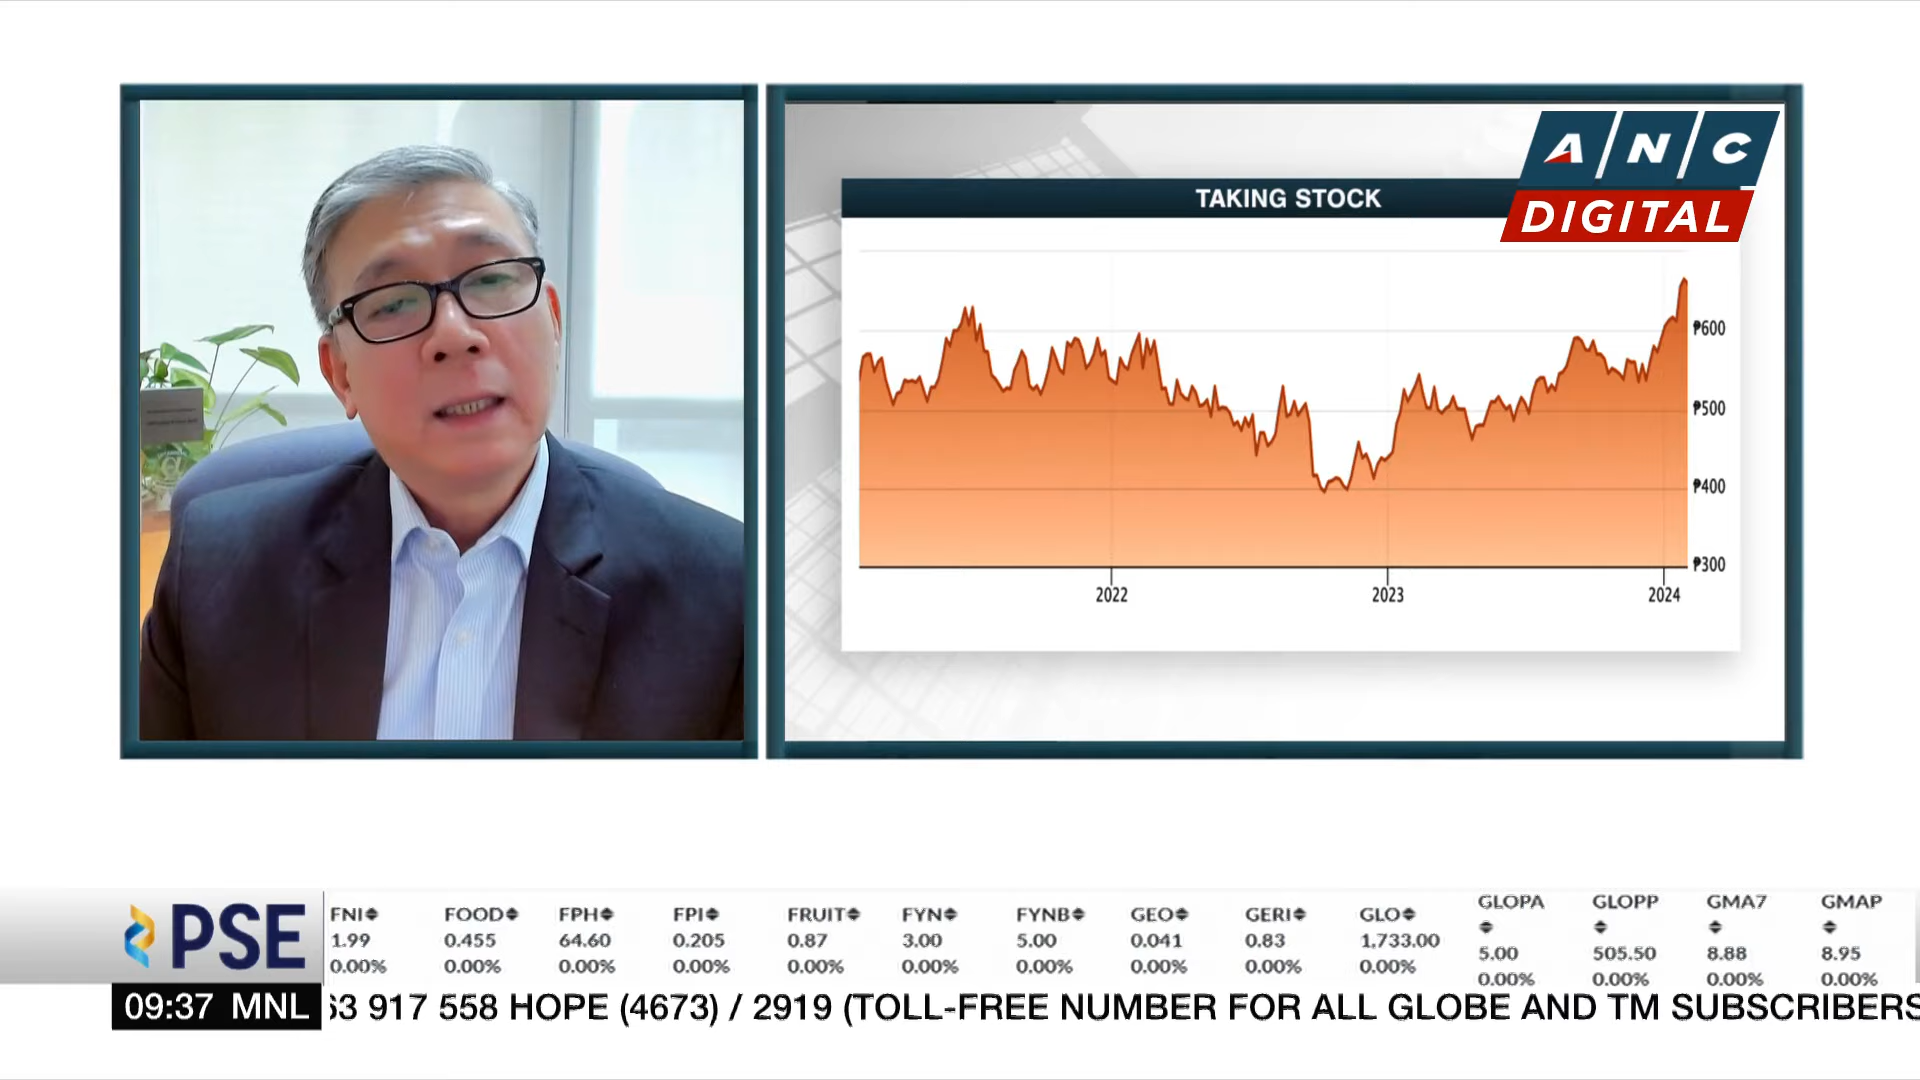 ANC
DIGITAL
TAKING STOCK
₱600
₱500
₱400
₱300
2022
2023
2024
PSE
FNI FOOD FPH FPI FRUIT FYN FYNB GEO GERI GLO GLOPA GLOPP GMA7 GMAP
1.99 0.455 64.60 0.205 0.87 3.00 5.00 0.041 0.83 1,733.00 5.00 505.50 8.88 8.95
0.00% 0.00% 0.00% 0.00% 0.00% 0.00% 0.00% 0.00% 0.00% 0.00% 0.00% 0.00% 0.00% 0.00%
09:37 MNL 63 917 558 HOPE (4673) / 2919 (TOLL-FREE NUMBER FOR ALL GLOBE AND TM SUBSCRIBERS